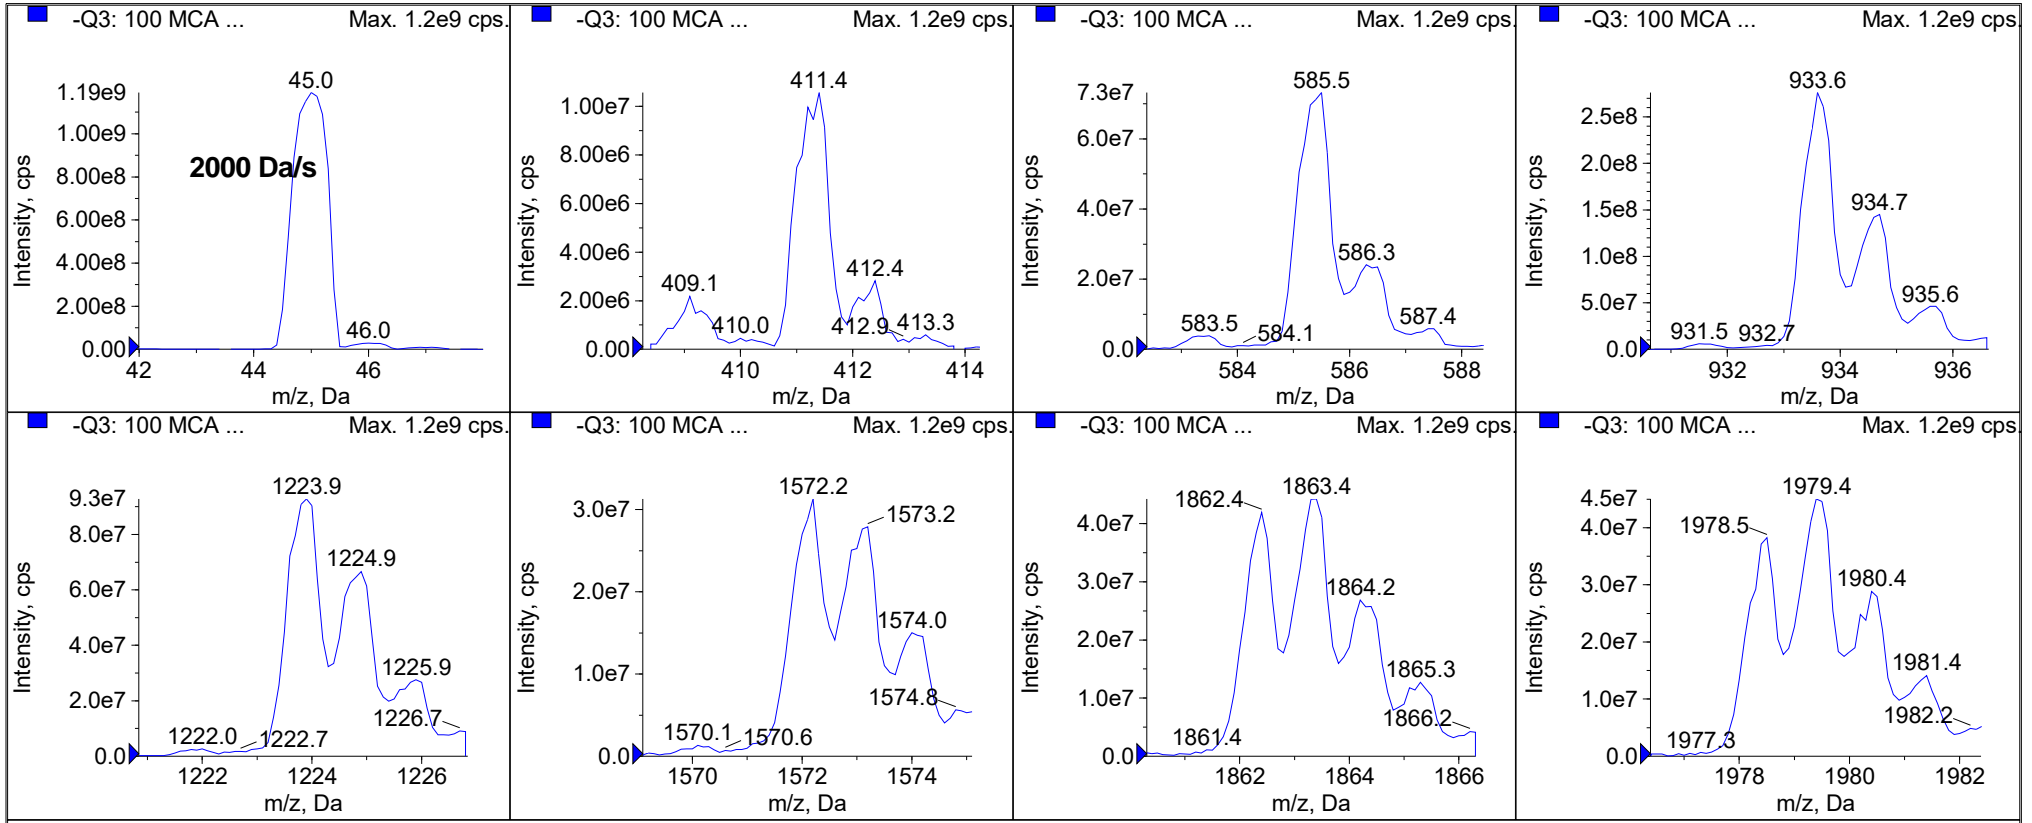 -Q3: 100 MCA ... Max. 1.2e9 cps.
45.0
1.19e9
1.00e9
8.00e8
6.00e8
4.00e8
2.00e8
0.00
2000 Da/s
46.0
42 44 46
m/z, Da
Intensity, cps
-Q3: 100 MCA ... Max. 1.2e9 cps.
411.4
1.00e7
8.00e6
6.00e6
4.00e6
2.00e6
0.00
409.1
410.0
412.4
412.9
413.3
410 412 414
m/z, Da
Intensity, cps
-Q3: 100 MCA ... Max. 1.2e9 cps.
585.5
7.3e7
6.0e7
4.0e7
2.0e7
0.0
583.5
584.1
586.3
587.4
584 586 588
m/z, Da
Intensity, cps
-Q3: 100 MCA ... Max. 1.2e9 cps.
933.6
2.5e8
2.0e8
1.5e8
1.0e8
5.0e7
0.0
931.5
932.7
934.7
935.6
932 934 936
m/z, Da
Intensity, cps
-Q3: 100 MCA ... Max. 1.2e9 cps.
1223.9
9.3e7
8.0e7
6.0e7
4.0e7
2.0e7
0.0
1222.0
1222.7
1224.9
1225.9
1226.7
1222 1224 1226
m/z, Da
Intensity, cps
-Q3: 100 MCA ... Max. 1.2e9 cps.
1572.2
3.0e7
2.0e7
1.0e7
0.0
1570.1
1570.6
1573.2
1574.0
1574.8
1570 1572 1574
m/z, Da
Intensity, cps
-Q3: 100 MCA ... Max. 1.2e9 cps.
1862.4
1863.4
4.0e7
3.0e7
2.0e7
1.0e7
0.0
1861.4
1864.2
1865.3
1866.2
1862 1864 1866
m/z, Da
Intensity, cps
-Q3: 100 MCA ... Max. 1.2e9 cps.
1979.4
4.5e7
4.0e7
3.0e7
2.0e7
1.0e7
0.0
1977.3
1978.5
1980.4
1981.4
1982.2
1978 1980 1982
m/z, Da
Intensity, cps